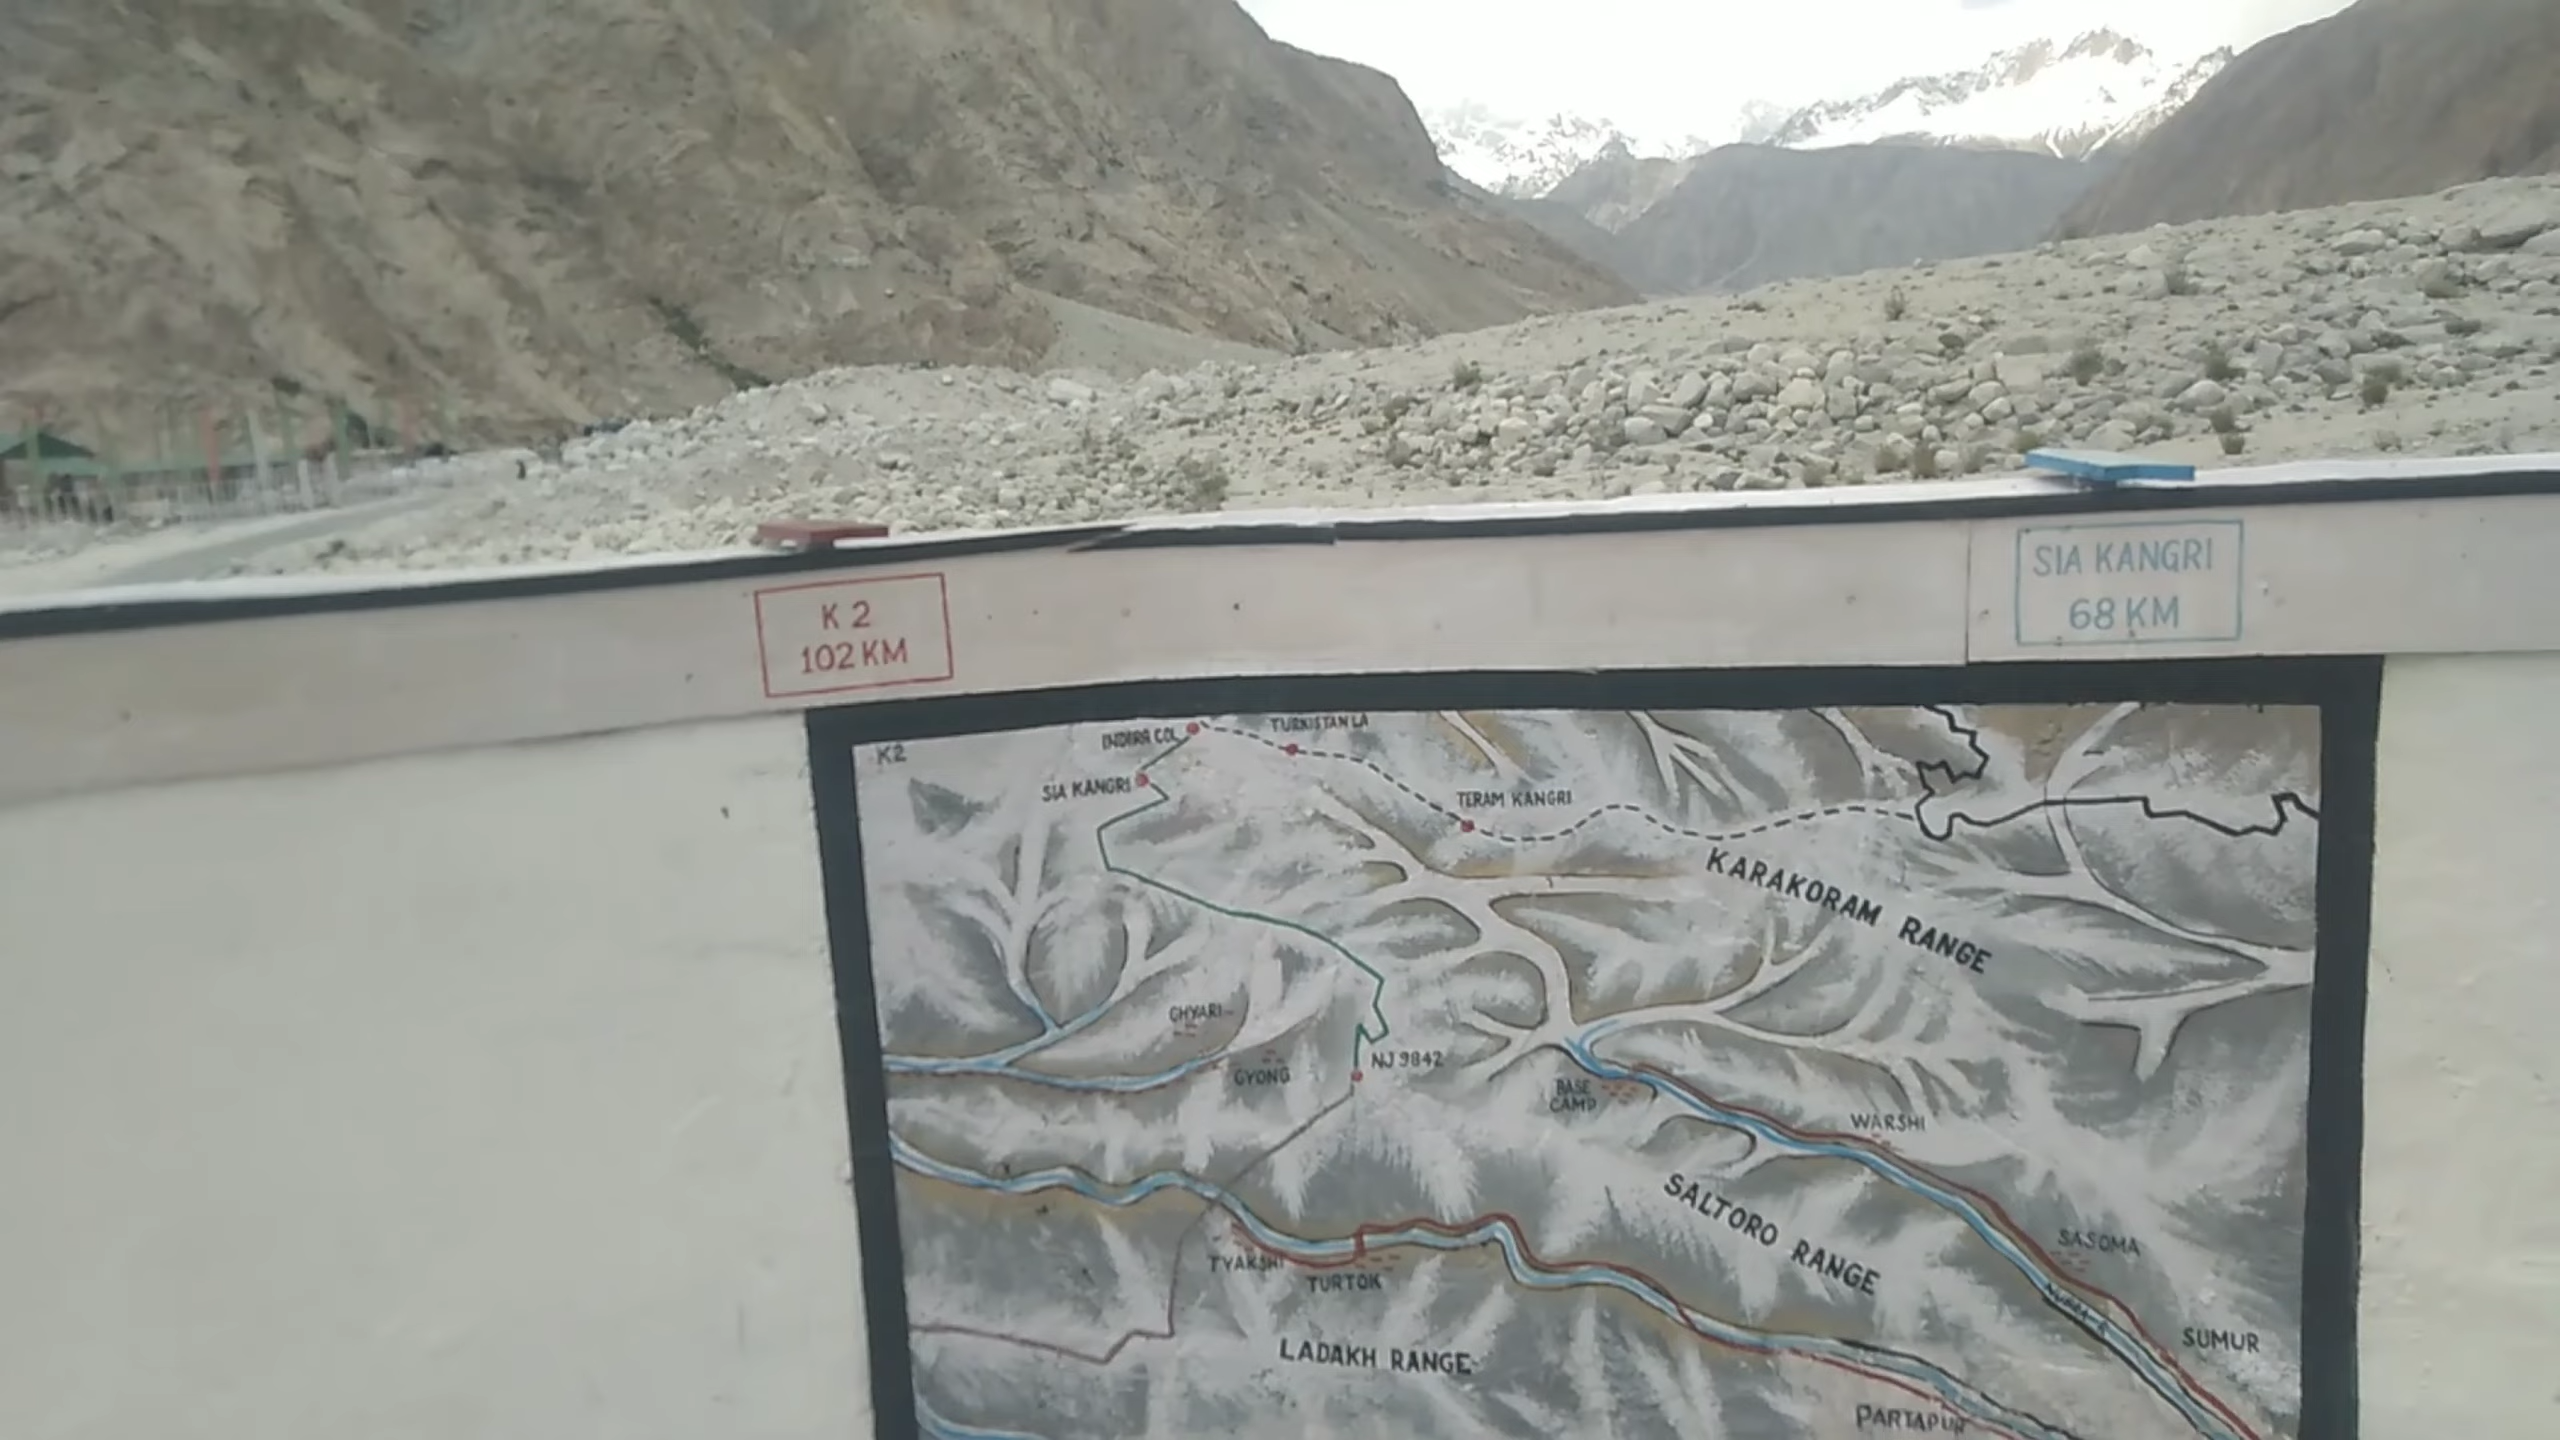 K 2
102 KM
SIA KANGRI
68 KM
K2
INDIRA COL
TURKISTAN LA
SIA KANGRI
TERAM KANGRI
KARAKORAM RANGE
GHYARI
GYONG
NJ 9842
BASE
CAMP
WARSHI
SALTORO RANGE
SASOMA
TYAKSHI
TURTOK
NUBRA R
SUMUR
LADAKH RANGE
PARTAPUR